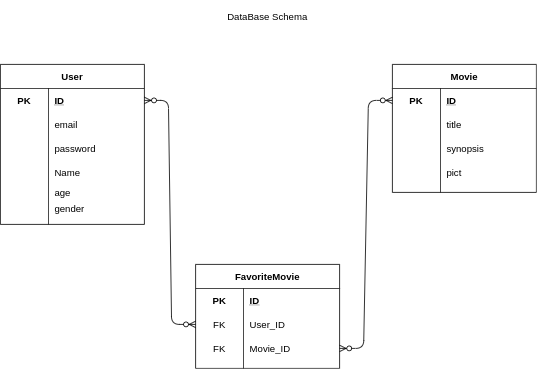 DataBase Schema
User
PK ID
email
password
Name
age
gender
Movie
PK ID
title
synopsis
pict
FavoriteMovie
PK ID
FK User_ID
FK Movie_ID